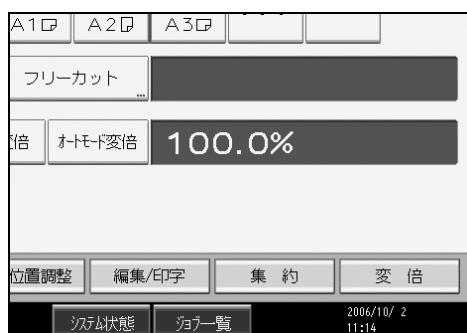 A1 A2 A3
フリーカット
変倍 オートモード変倍 100.0%
位置調整 編集/印字 集 約 変 倍
システム状態 ジョブ一覧 2006/10/ 2
11:14